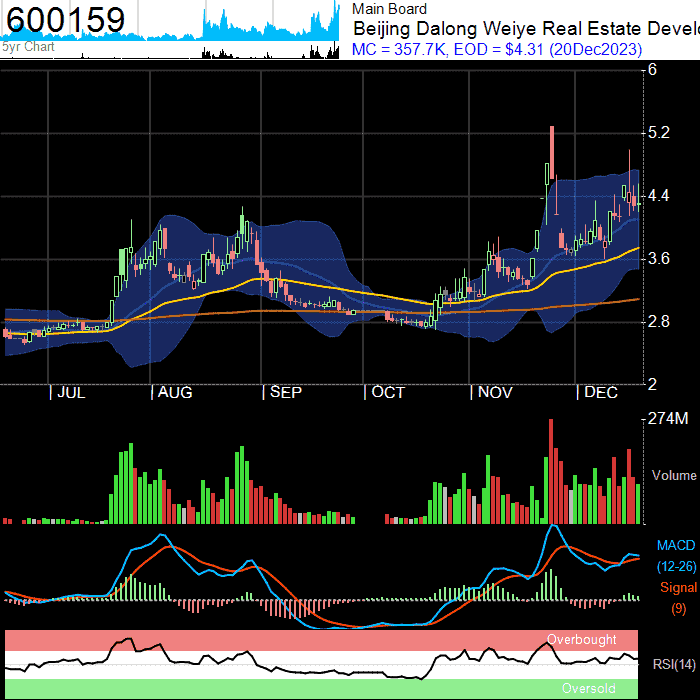 600159
5yr Chart
Main Board
Beijing Dalong Weiye Real Estate Develo
MC = 357.7K, EOD = $4.31 (20Dec2023)
6
5.2
4.4
3.6
2.8
2
| JUL | AUG | SEP | OCT | NOV | DEC
274M
Volume
MACD
(12-26)
Signal
(9)
Overbought
RSI(14)
Oversold